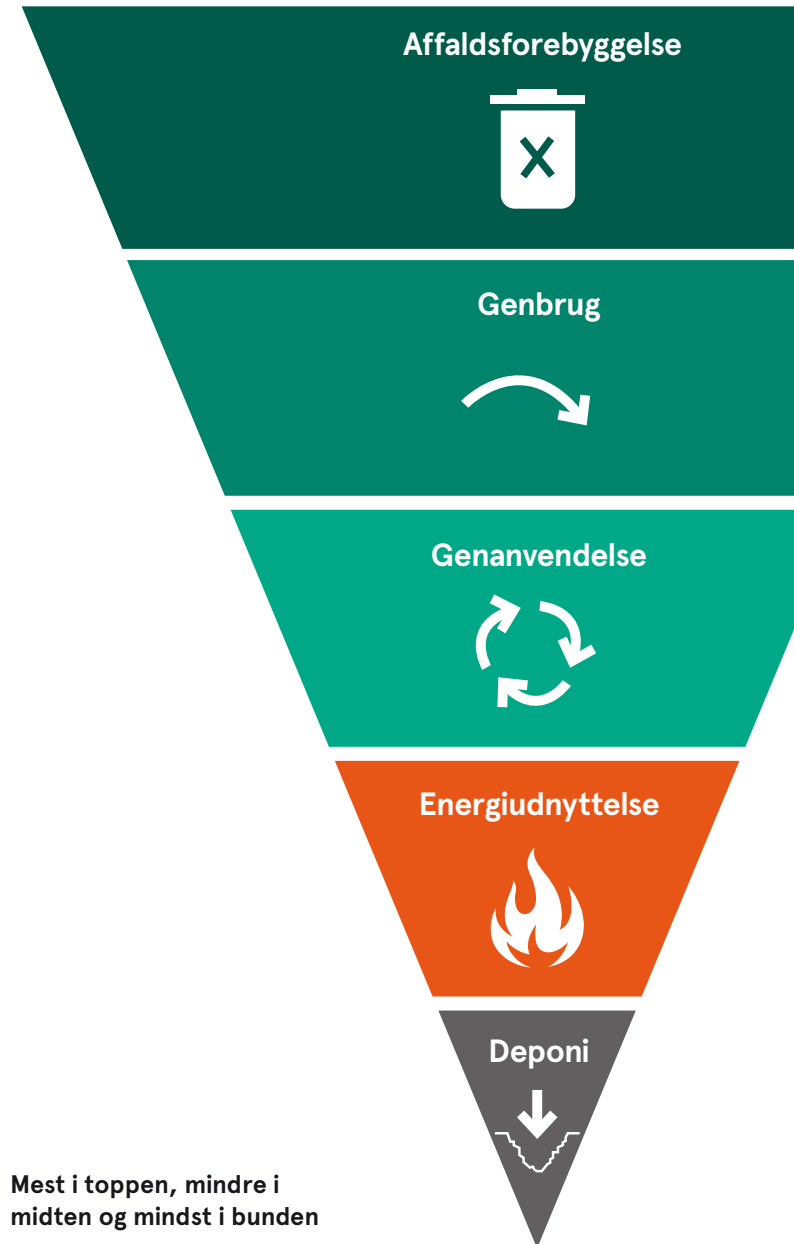 Affaldsforebyggelse
Genbrug
Genanvendelse
Energiudnyttelse
Deponi
Mest i toppen, mindre i
midten og mindst i bunden